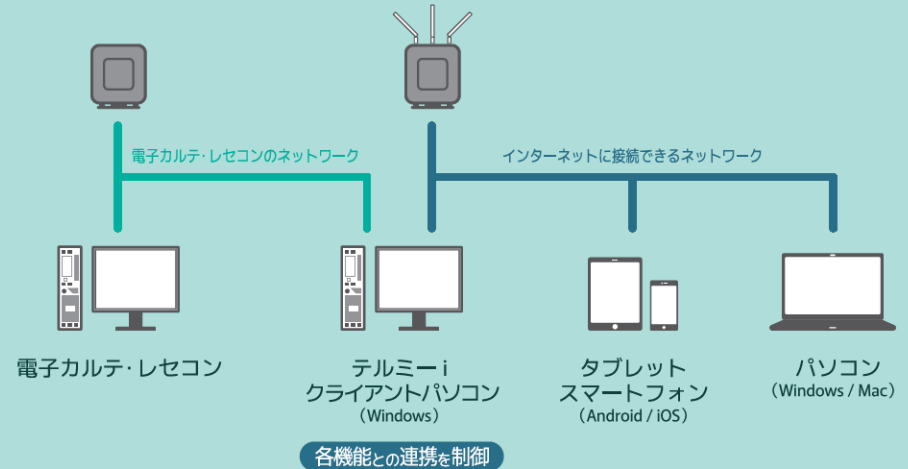 電子カルテ・レセコンのネットワーク
インターネットに接続できるネットワーク
電子カルテ・レセコン
テルミーi
クライアントパソコン
（Windows）
各機能との連携を制御
タブレット
スマートフォン
（Android / iOS）
パソコン
（Windows / Mac）